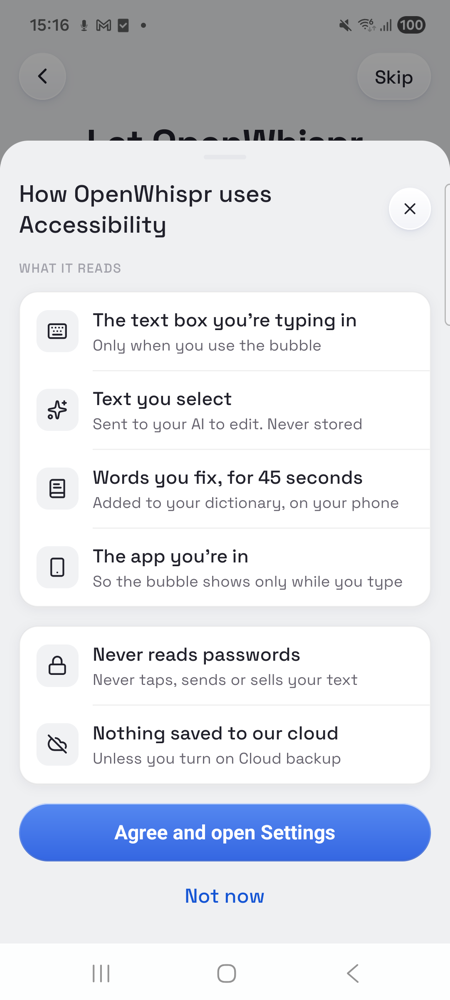 15:16
100
Skip
Let OpenWhispr
How OpenWhispr uses
Accessibility
WHAT IT READS
The text box you're typing in
Only when you use the bubble
Text you select
Sent to your AI to edit. Never stored
Words you fix, for 45 seconds
Added to your dictionary, on your phone
The app you're in
So the bubble shows only while you type
Never reads passwords
Never taps, sends or sells your text
Nothing saved to our cloud
Unless you turn on Cloud backup
Agree and open Settings
Not now